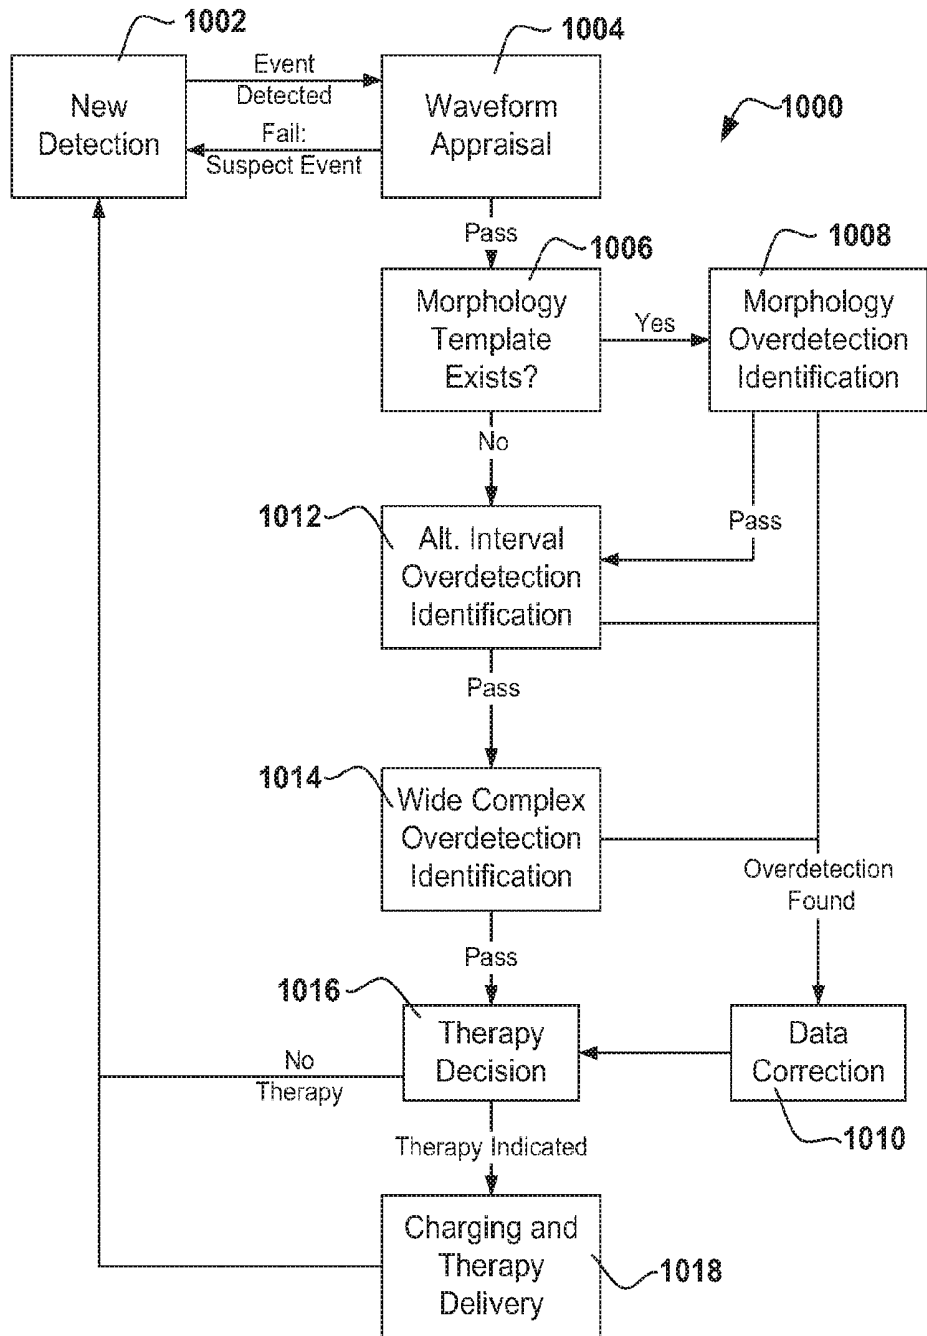 1002
New
Detection
Event
Detected
Fail:
Suspect Event
1004
Waveform
Appraisal
1000
Pass
1006
Morphology
Template
Exists?
Yes
1008
Morphology
Overdetection
Identification
No
Pass
1012
Alt. Interval
Overdetection
Identification
Pass
1014
Wide Complex
Overdetection
Identification
Overdetection
Found
Pass
1016
Therapy
Decision
Data
Correction
1010
No
Therapy
Therapy Indicated
Charging and
Therapy
Delivery
1018